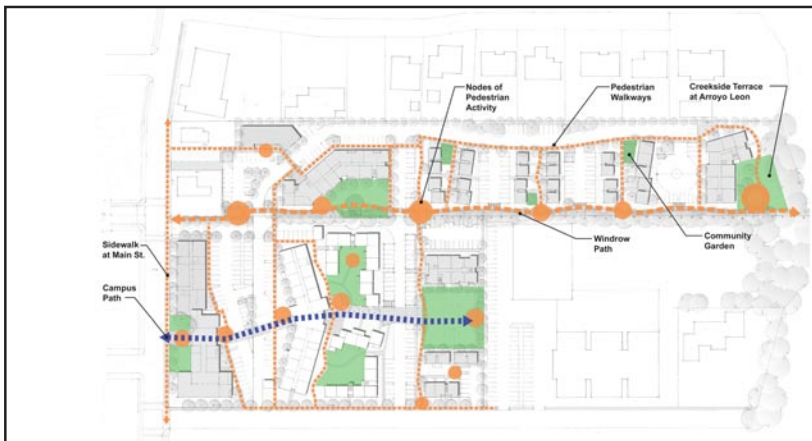 Nodes of
Pedestrian
Activity
Pedestrian
Walkways
Creekside Terrace
at Arroyo Leon
Sidewalk
at Main St.
Campus
Path
Windrow
Path
Community
Garden